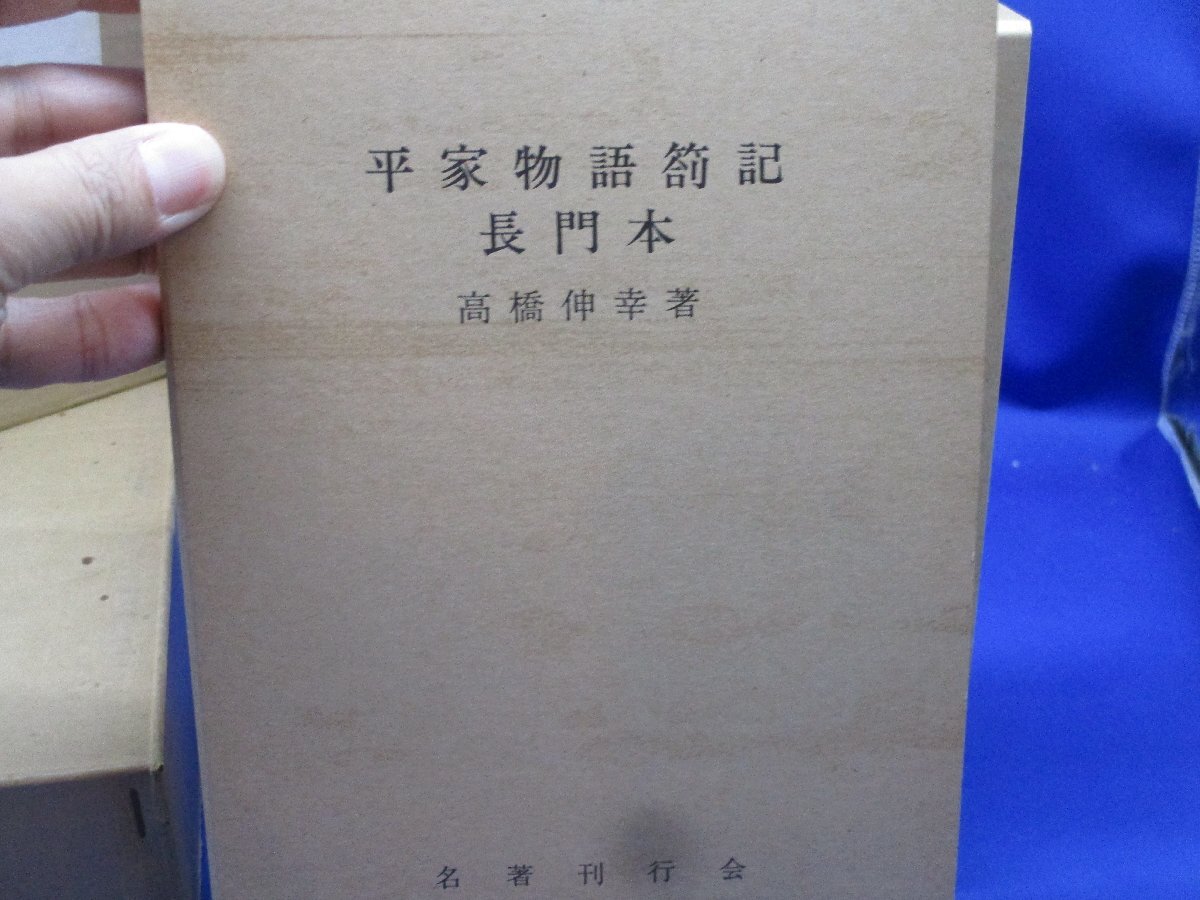 平家物語箚記
長門本
高橋伸幸著
名著刊行会